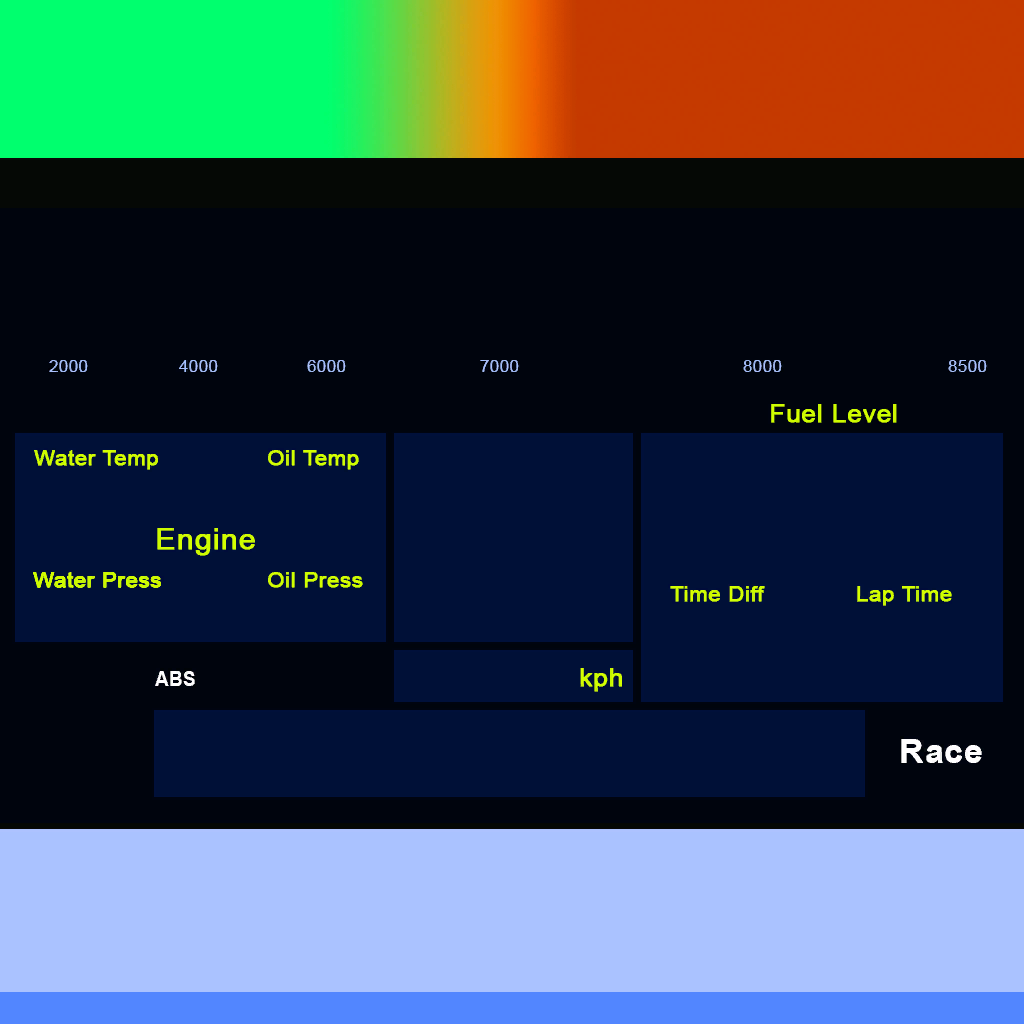 2000 4000 6000 7000 8000 8500
Fuel Level
Water Temp Oil Temp
Engine
Water Press Oil Press
Time Diff Lap Time
ABS
kph
Race